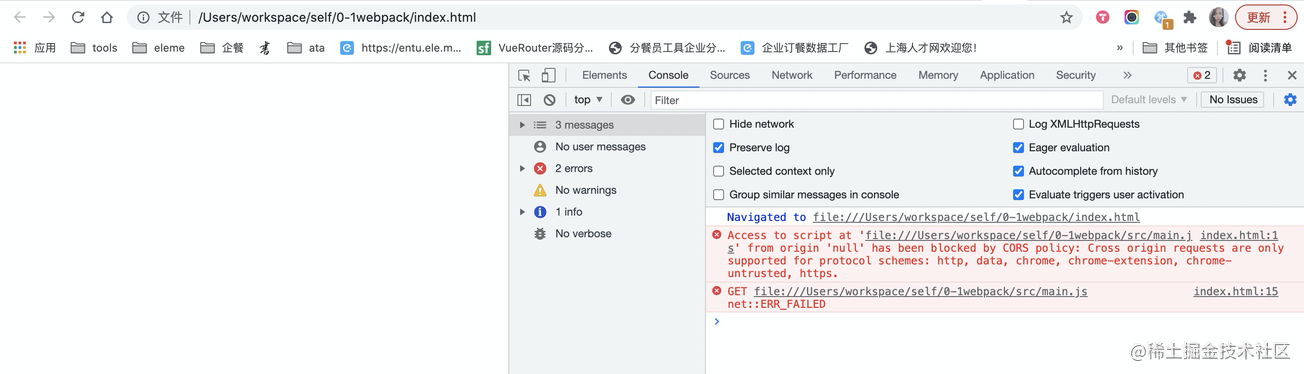 文件 | /Users/workspace/self/0-1webpack/index.html
1
更新
应用 tools eleme 企餐 ata https://entu.ele.m... VueRouter源码分... 分餐员工具企业分... 企业订餐数据工厂 上海人才网欢迎您! » 其他书签 阅读清单
Elements Console Sources Network Performance Memory Application Security » 2
top ▼ Filter Default levels ▼ No Issues
3 messages
No user messages
2 errors
No warnings
1 info
No verbose
Hide network Log XMLHttpRequests
Preserve log Eager evaluation
Selected context only Autocomplete from history
Group similar messages in console Evaluate triggers user activation
Navigated to file:///Users/workspace/self/0-1webpack/index.html
Access to script at 'file:///Users/workspace/self/0-1webpack/src/main.j index.html:1
s' from origin 'null' has been blocked by CORS policy: Cross origin requests are only
supported for protocol schemes: http, data, chrome, chrome-extension, chrome-
untrusted, https.
GET file:///Users/workspace/self/0-1webpack/src/main.js index.html:15
net::ERR_FAILED
@稀土掘金技术社区